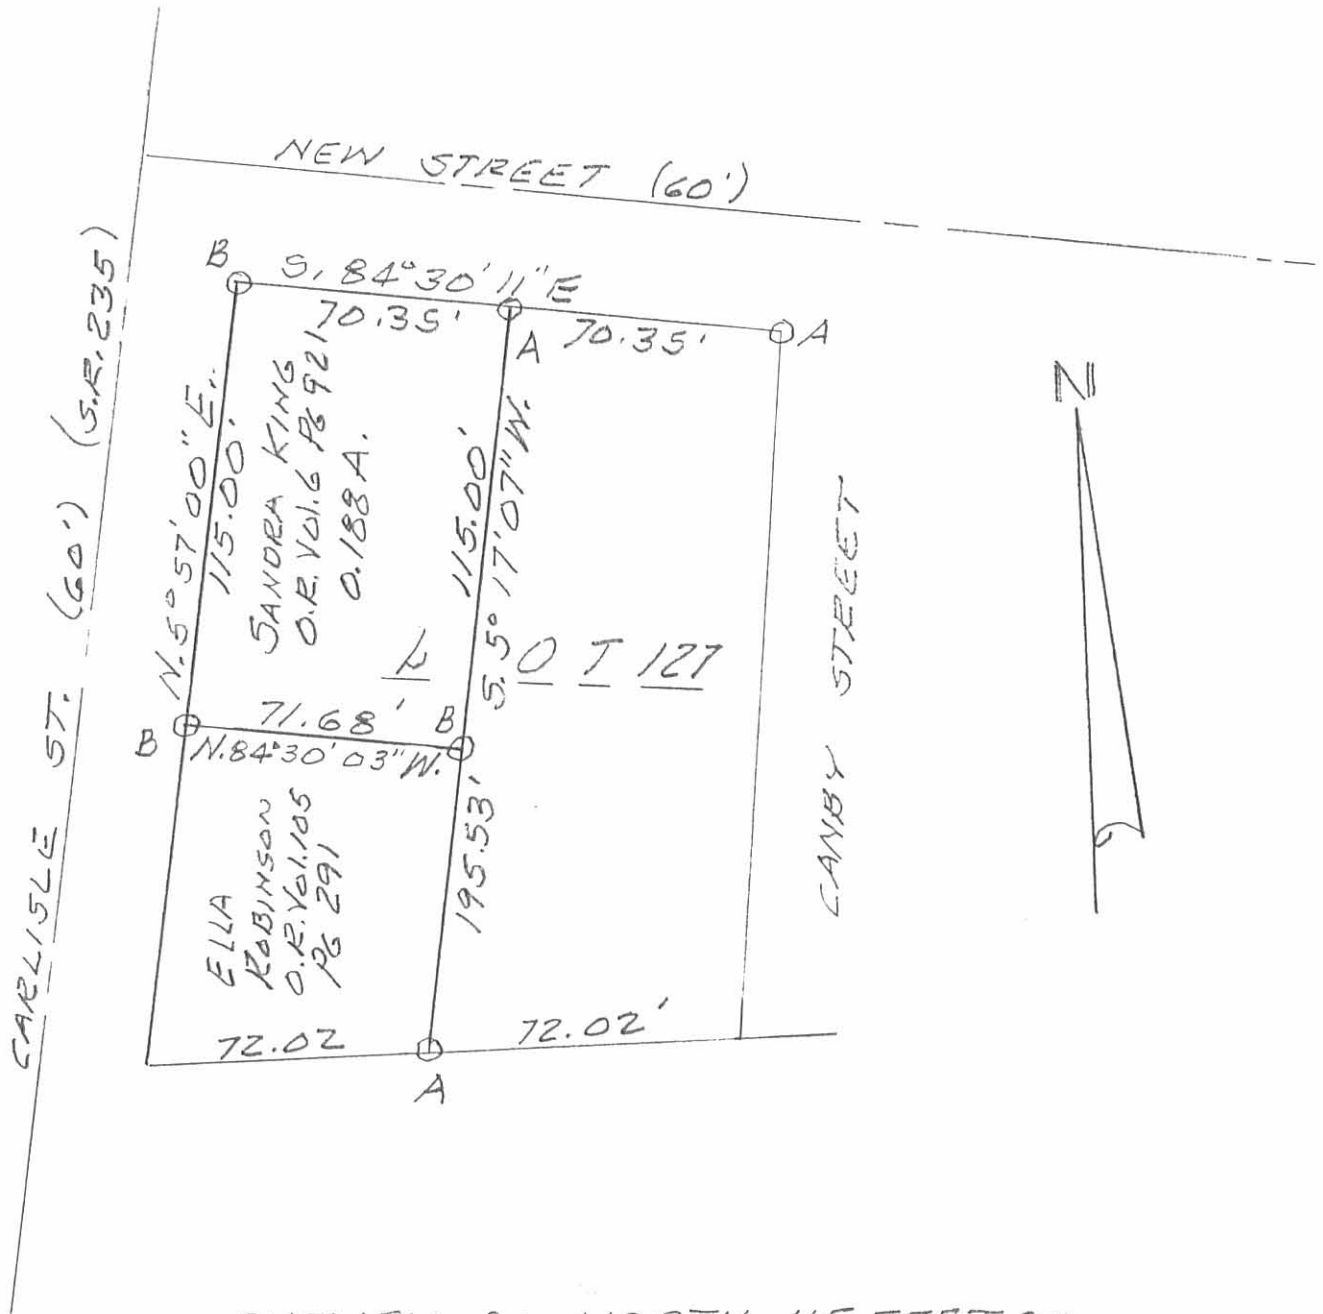 NEW STREET (60')
CARLISLE ST. (60') (S.R. 235)
B
S. 84°30'11" E
70.35'
A
70.35'
A
N
N. 5°57'00" E.
115.00'
SANDRA KING
O.R. Vol. 6 PG 921
0.188 A.
115.00'
S. 5° 17'07" W.
LOT 127
CANBY STREET
71.68'
B
B
N. 84°30'03" W.
ELLA
ROBINSON
O.R. Vol. 105
PG 291
195.53'
72.02
72.02'
A